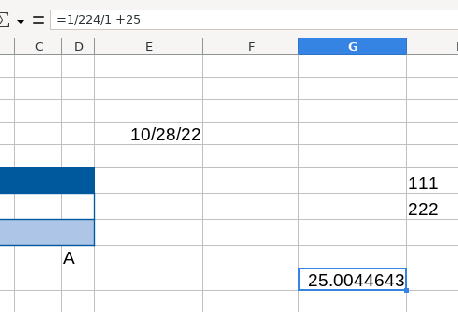 =1/224/1 +25
C D E F G
10/28/22
111
222
A
25.0044643